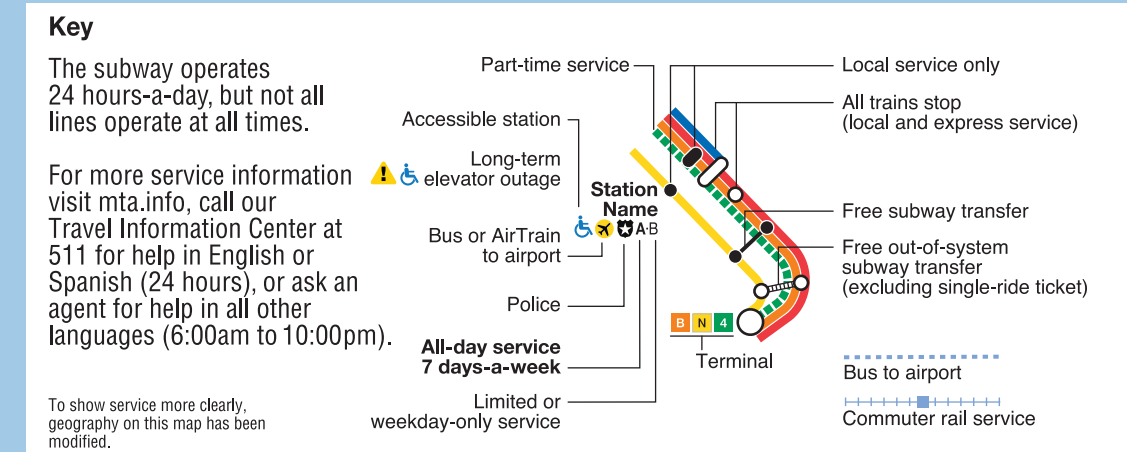 Key
The subway operates
24 hours-a-day, but not all
lines operate at all times.
For more service information
visit mta.info, call our
Travel Information Center at
511 for help in English or
Spanish (24 hours), or ask an
agent for help in all other
languages (6:00am to 10:00pm).
To show service more clearly,
geography on this map has been
modified.
Part-time service
Accessible station
Long-term
elevator outage
Station
Name
A·B
Bus or AirTrain
to airport
Police
All-day service
7 days-a-week
Limited or
weekday-only service
Local service only
All trains stop
(local and express service)
Free subway transfer
Free out-of-system
subway transfer
(excluding single-ride ticket)
B N 4
Terminal
Bus to airport
Commuter rail service